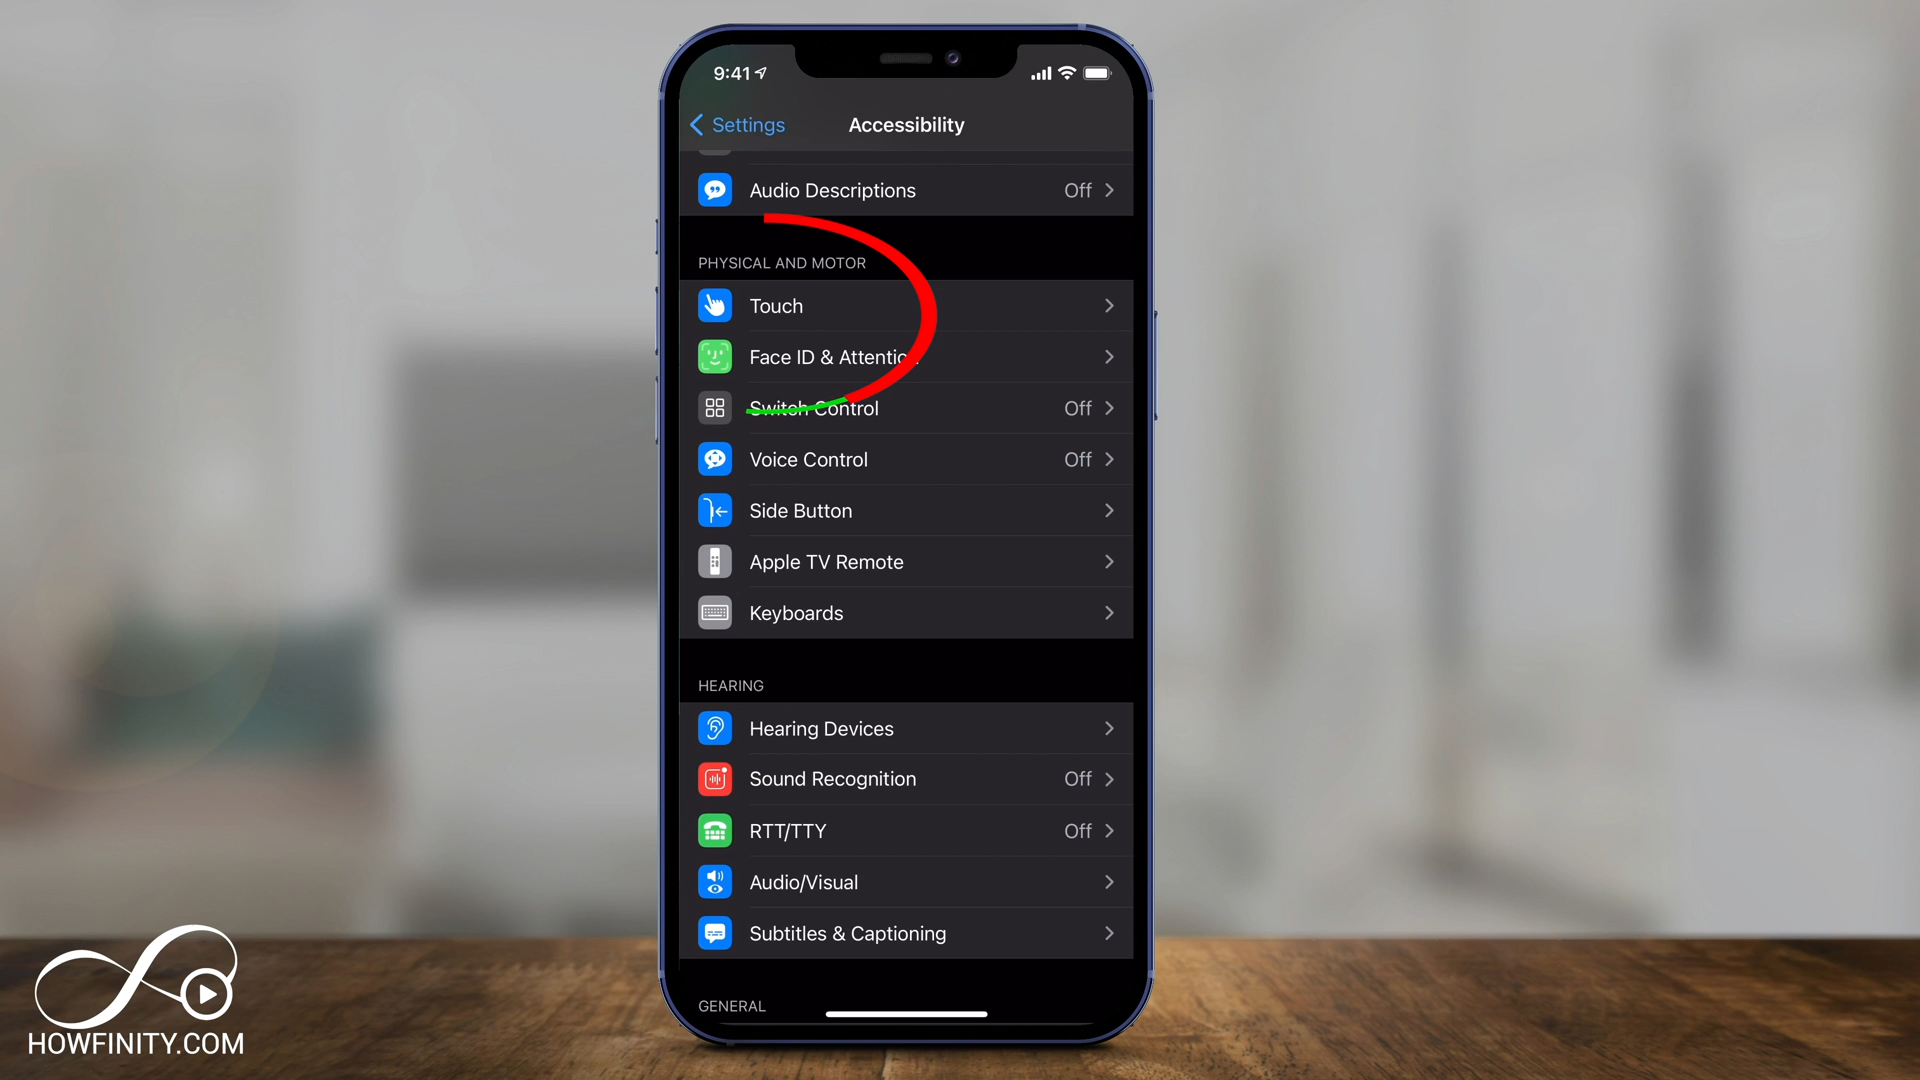 9:41
Settings
Accessibility
Audio Descriptions Off
PHYSICAL AND MOTOR
Touch
Face ID & Attention
Switch Control Off
Voice Control Off
Side Button
Apple TV Remote
Keyboards
HEARING
Hearing Devices
Sound Recognition Off
RTT/TTY Off
Audio/Visual
Subtitles & Captioning
GENERAL
HOWFINITY.COM